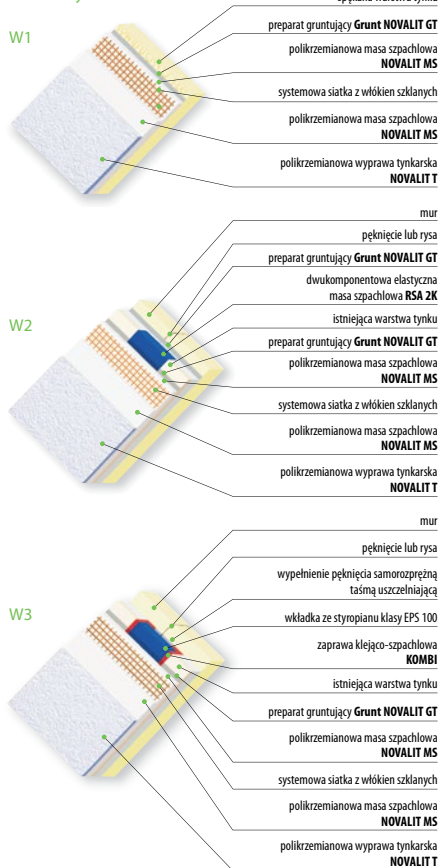 W1
preparat gruntujący Grunt NOVALIT GT
polikrzemianowa masa szpachlowa
NOVALIT MS
systemowa siatka z włókien szklanych
polikrzemianowa masa szpachlowa
NOVALIT MS
polikrzemianowa wyprawa tynkarska
NOVALIT T
W2
mur
pęknięcie lub rysa
preparat gruntujący Grunt NOVALIT GT
dwukomponentowa elastyczna
masa szpachlowa RSA 2K
istniejąca warstwa tynku
preparat gruntujący Grunt NOVALIT GT
polikrzemianowa masa szpachlowa
NOVALIT MS
systemowa siatka z włókien szklanych
polikrzemianowa masa szpachlowa
NOVALIT MS
polikrzemianowa wyprawa tynkarska
NOVALIT T
W3
mur
pęknięcie lub rysa
wypełnienie pęknięcia samorozprężną
taśmą uszczelniającą
wkładka ze styropianu klasy EPS 100
zaprawa klejąco-szpachlowa
KOMBI
istniejąca warstwa tynku
preparat gruntujący Grunt NOVALIT GT
polikrzemianowa masa szpachlowa
NOVALIT MS
systemowa siatka z włókien szklanych
polikrzemianowa masa szpachlowa
NOVALIT MS
polikrzemianowa wyprawa tynkarska
NOVALIT T